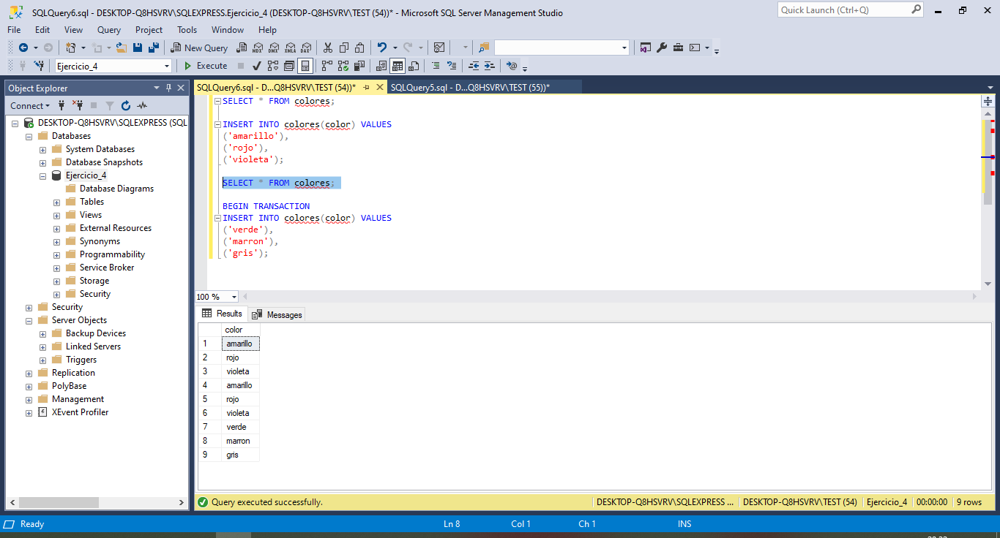 SQLQuery6.sql - DESKTOP-Q8HSVRV\SQLEXPRESS.Ejercicio_4 (DESKTOP-Q8HSVRV\TEST (54))* - Microsoft SQL Server Management Studio
Quick Launch (Ctrl+Q)
File Edit View Query Project Tools Window Help
New Query
MDX DMX XMLA DAX
Ejercicio_4
Execute
Object Explorer
SQLQuery6.sql - D...Q8HSVRV\TEST (54))*
SQLQuery5.sql - D...Q8HSVRV\TEST (55))*
Connect
DESKTOP-Q8HSVRV\SQLEXPRESS (SQL
Databases
System Databases
Database Snapshots
Ejercicio_4
Database Diagrams
Tables
Views
External Resources
Synonyms
Programmability
Service Broker
Storage
Security
Security
Server Objects
Backup Devices
Linked Servers
Triggers
Replication
PolyBase
Management
XEvent Profiler
SELECT * FROM colores;
INSERT INTO colores(color) VALUES
('amarillo'),
('rojo'),
('violeta');
SELECT * FROM colores;
BEGIN TRANSACTION
INSERT INTO colores(color) VALUES
('verde'),
('marron'),
('gris');
100 %
Results Messages
color
1 amarillo
2 rojo
3 violeta
4 amarillo
5 rojo
6 violeta
7 verde
8 marron
9 gris
Query executed successfully.
DESKTOP-Q8HSVRV\SQLEXPRESS ... DESKTOP-Q8HSVRV\TEST (54) Ejercicio_4 00:00:00 9 rows
Ready Ln 8 Col 1 Ch 1 INS